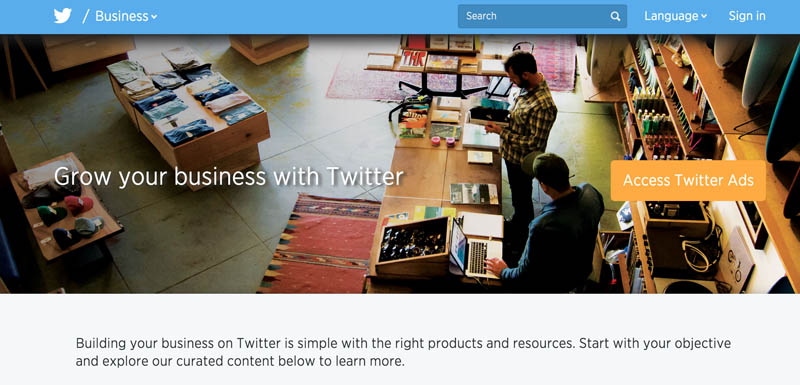 / Business
Search
Language
Sign in
Grow your business with Twitter
Access Twitter Ads
Building your business on Twitter is simple with the right products and resources. Start with your objective
and explore our curated content below to learn more.